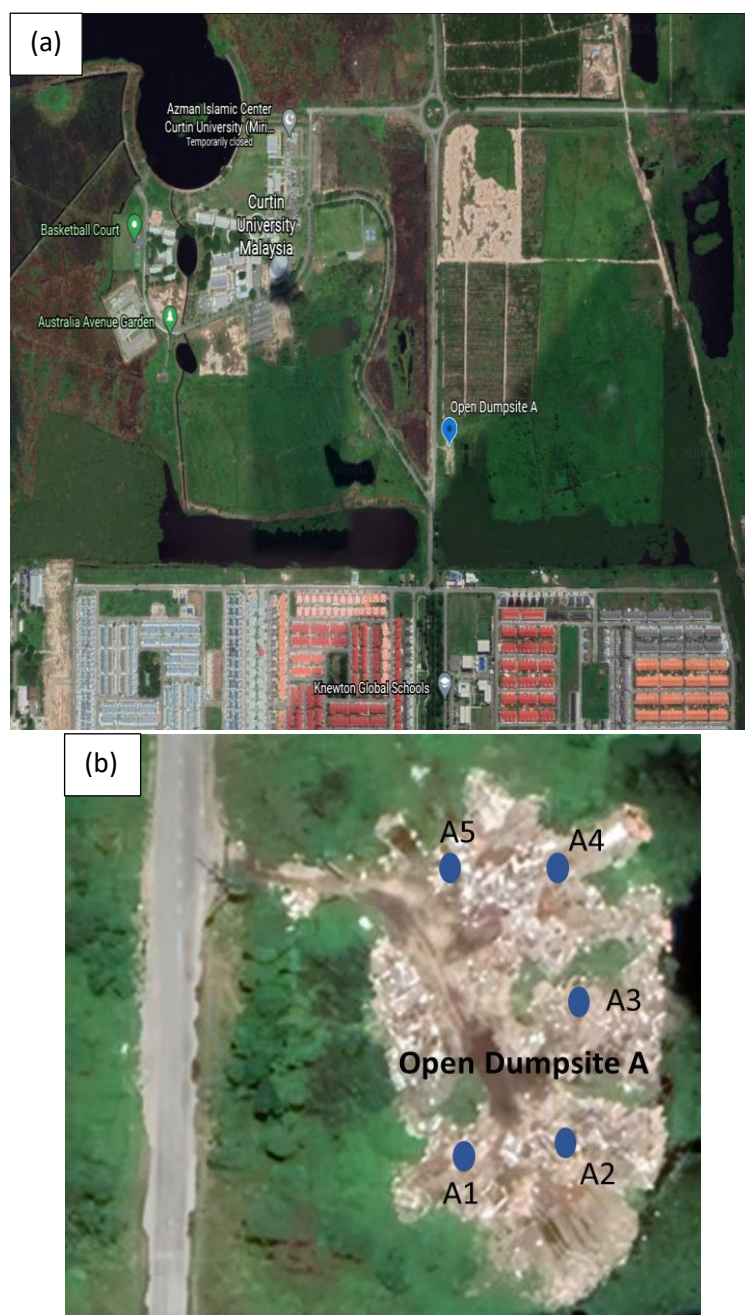 (a)
Azman Islamic Center
Curtin University (Miri...
Temporarily closed
Curtin
University
Malaysia
Basketball Court
Australia Avenue Garden
Open Dumpsite A
Knewton Global Schools
(b)
A5
A4
A3
Open Dumpsite A
A2
A1